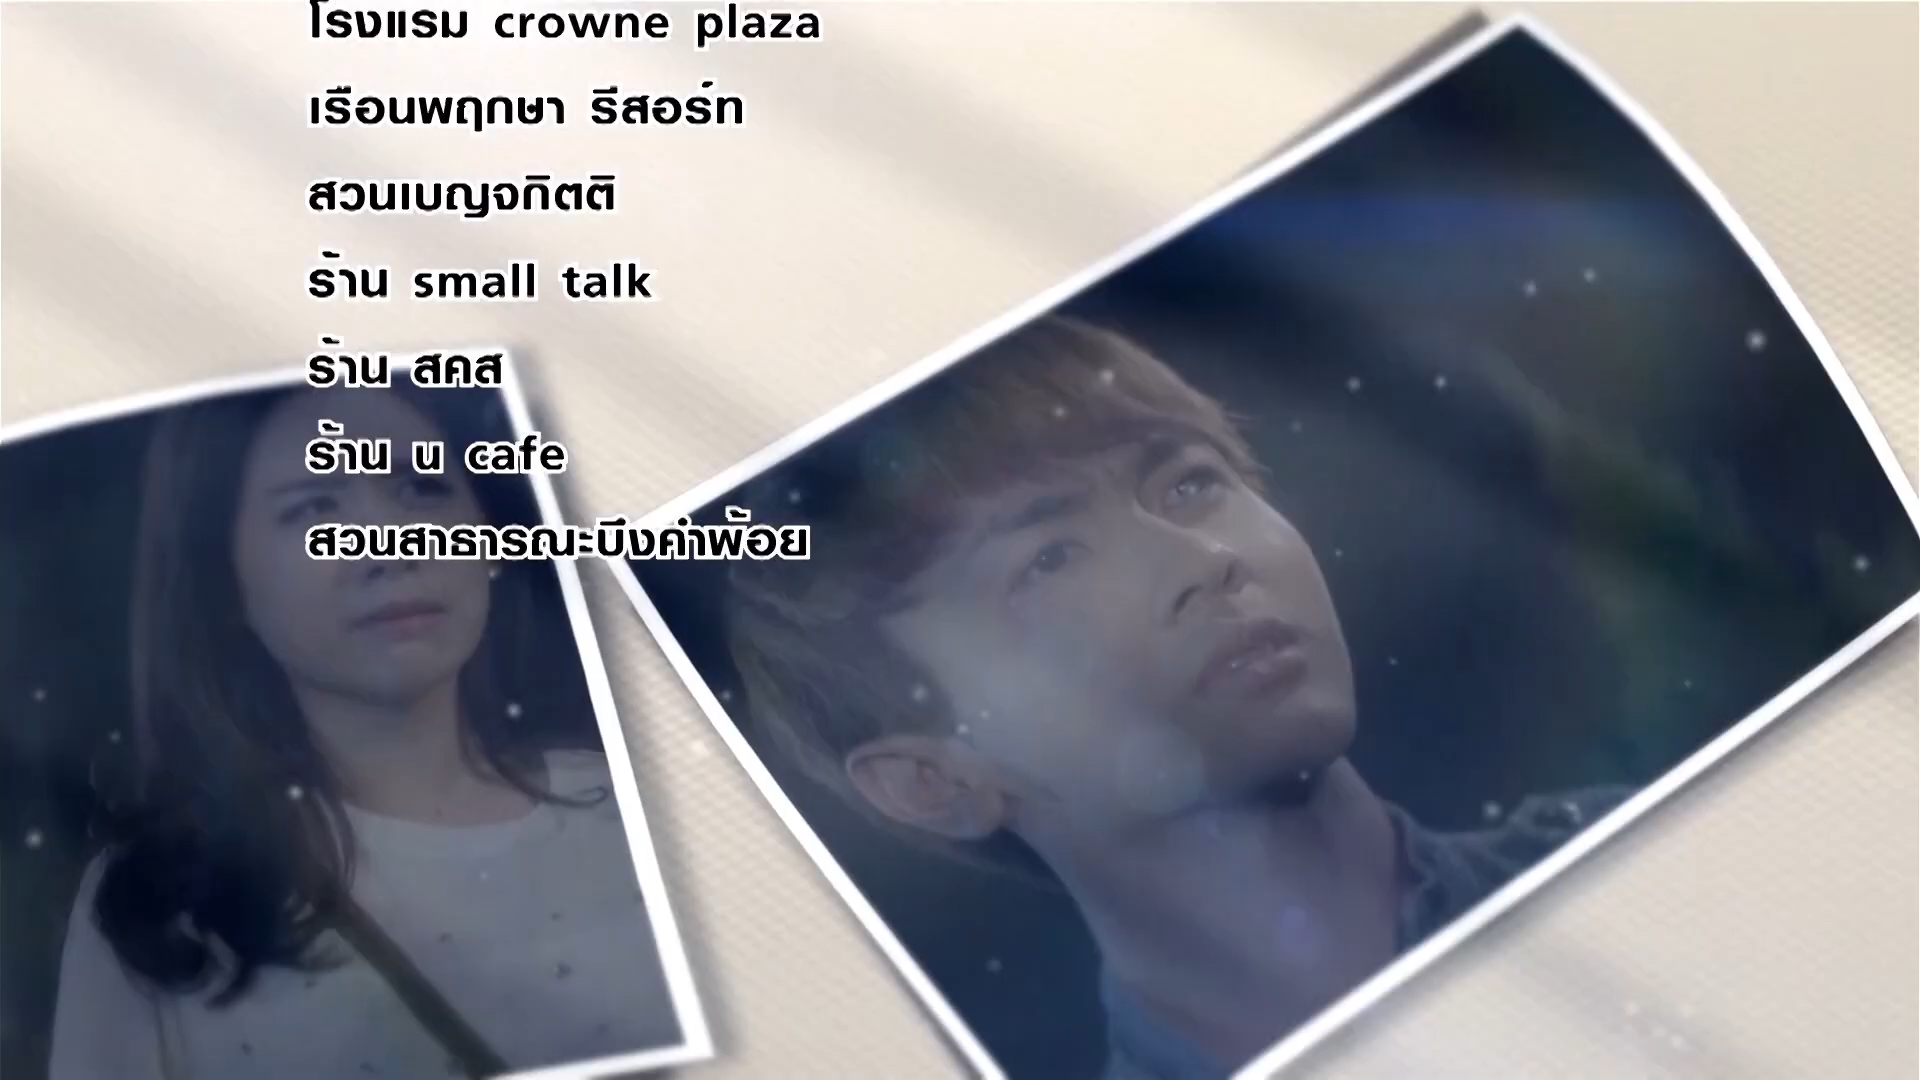 โรงแรม crowne plaza
เรือนพฤกษา รีสอร์ท
สวนเบญจกิตติ
ร้าน small talk
ร้าน สคส
ร้าน u cafe
สวนสาธารณะบึงคำพ้อย